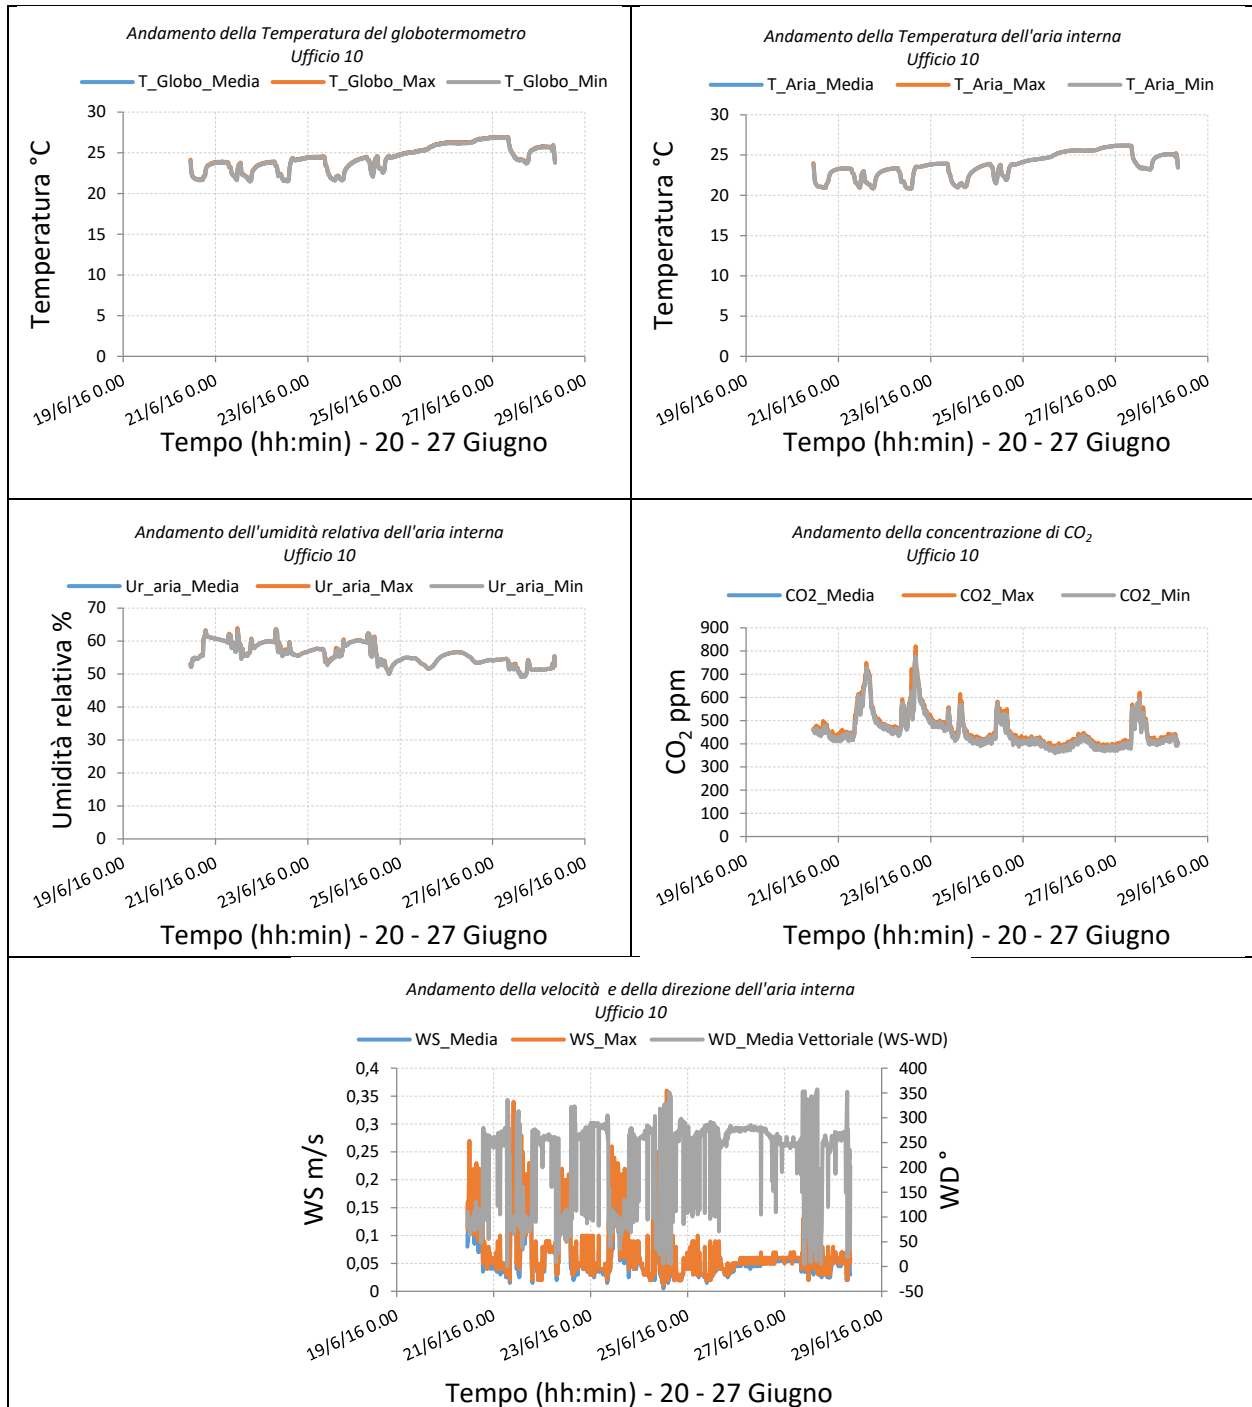 Andamento della Temperatura del globotermometro
Ufficio 10
T_Globo_Media T_Globo_Max T_Globo_Min
30
25
20
15
10
5
0
Temperatura °C
19/6/16 0.00 21/6/16 0.00 23/6/16 0.00 25/6/16 0.00 27/6/16 0.00 29/6/16 0.00
Tempo (hh:min) - 20 - 27 Giugno
Andamento della Temperatura dell'aria interna
Ufficio 10
T_Aria_Media T_Aria_Max T_Aria_Min
30
25
20
15
10
5
0
Temperatura °C
19/6/16 0.00 21/6/16 0.00 23/6/16 0.00 25/6/16 0.00 27/6/16 0.00 29/6/16 0.00
Tempo (hh:min) - 20 - 27 Giugno
Andamento dell'umidità relativa dell'aria interna
Ufficio 10
Ur_aria_Media Ur_aria_Max Ur_aria_Min
70
60
50
40
30
20
10
0
Umidità relativa %
19/6/16 0.00 21/6/16 0.00 23/6/16 0.00 25/6/16 0.00 27/6/16 0.00 29/6/16 0.00
Tempo (hh:min) - 20 - 27 Giugno
Andamento della concentrazione di CO₂
Ufficio 10
CO2_Media CO2_Max CO2_Min
900
800
700
600
500
400
300
200
100
0
CO₂ ppm
19/6/16 0.00 21/6/16 0.00 23/6/16 0.00 25/6/16 0.00 27/6/16 0.00 29/6/16 0.00
Tempo (hh:min) - 20 - 27 Giugno
Andamento della velocità e della direzione dell'aria interna
Ufficio 10
WS_Media WS_Max WD_Media Vettoriale (WS-WD)
0,4
0,35
0,3
0,25
0,2
0,15
0,1
0,05
0
WS m/s
400
350
300
250
200
150
100
50
0
-50
WD °
19/6/16 0.00 21/6/16 0.00 23/6/16 0.00 25/6/16 0.00 27/6/16 0.00 29/6/16 0.00
Tempo (hh:min) - 20 - 27 Giugno